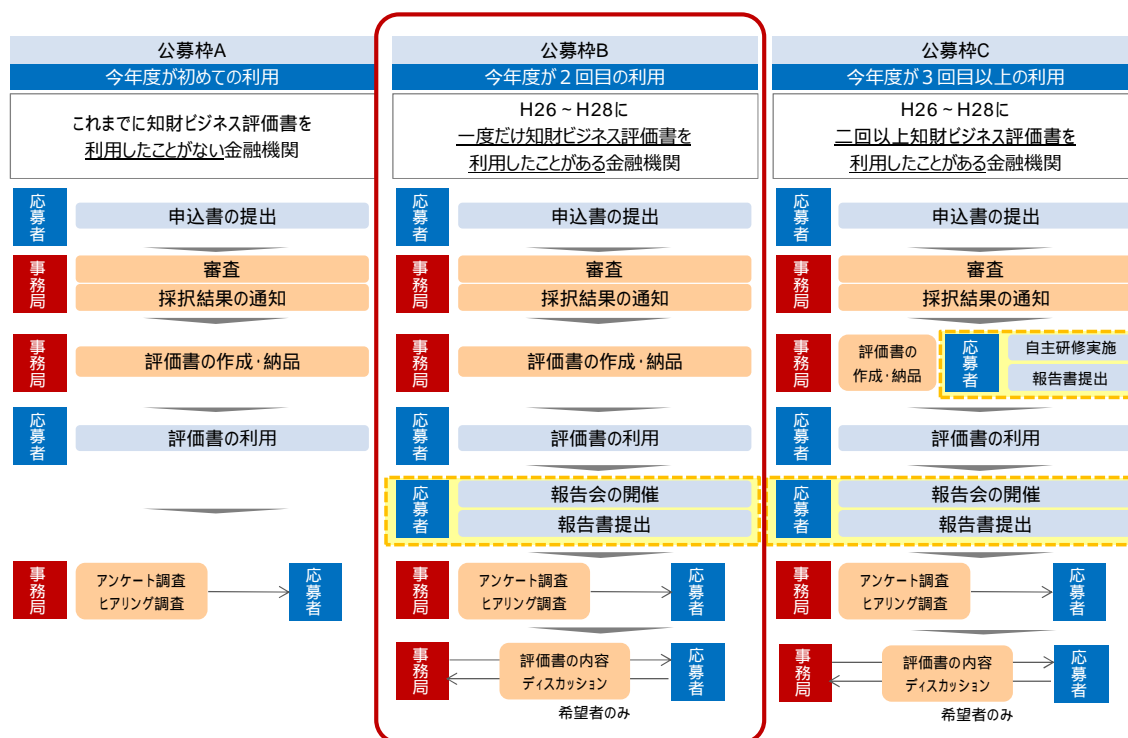 公募枠A
今年度が初めての利用
これまでに知財ビジネス評価書を
利用したことがない金融機関
応募者
申込書の提出
事務局
審査
採択結果の通知
事務局
評価書の作成･納品
応募者
評価書の利用
事務局
アンケート調査
ヒアリング調査
応募者
公募枠B
今年度が２回目の利用
H26～H28に
一度だけ知財ビジネス評価書を
利用したことがある金融機関
応募者
申込書の提出
事務局
審査
採択結果の通知
事務局
評価書の作成･納品
応募者
評価書の利用
応募者
報告会の開催
報告書提出
事務局
アンケート調査
ヒアリング調査
応募者
事務局
評価書の内容
ディスカッション
応募者
希望者のみ
公募枠C
今年度が３回目以上の利用
H26～H28に
二回以上知財ビジネス評価書を
利用したことがある金融機関
応募者
申込書の提出
事務局
審査
採択結果の通知
事務局
評価書の
作成･納品
応募者
自主研修実施
報告書提出
応募者
評価書の利用
応募者
報告会の開催
報告書提出
事務局
アンケート調査
ヒアリング調査
応募者
事務局
評価書の内容
ディスカッション
応募者
希望者のみ